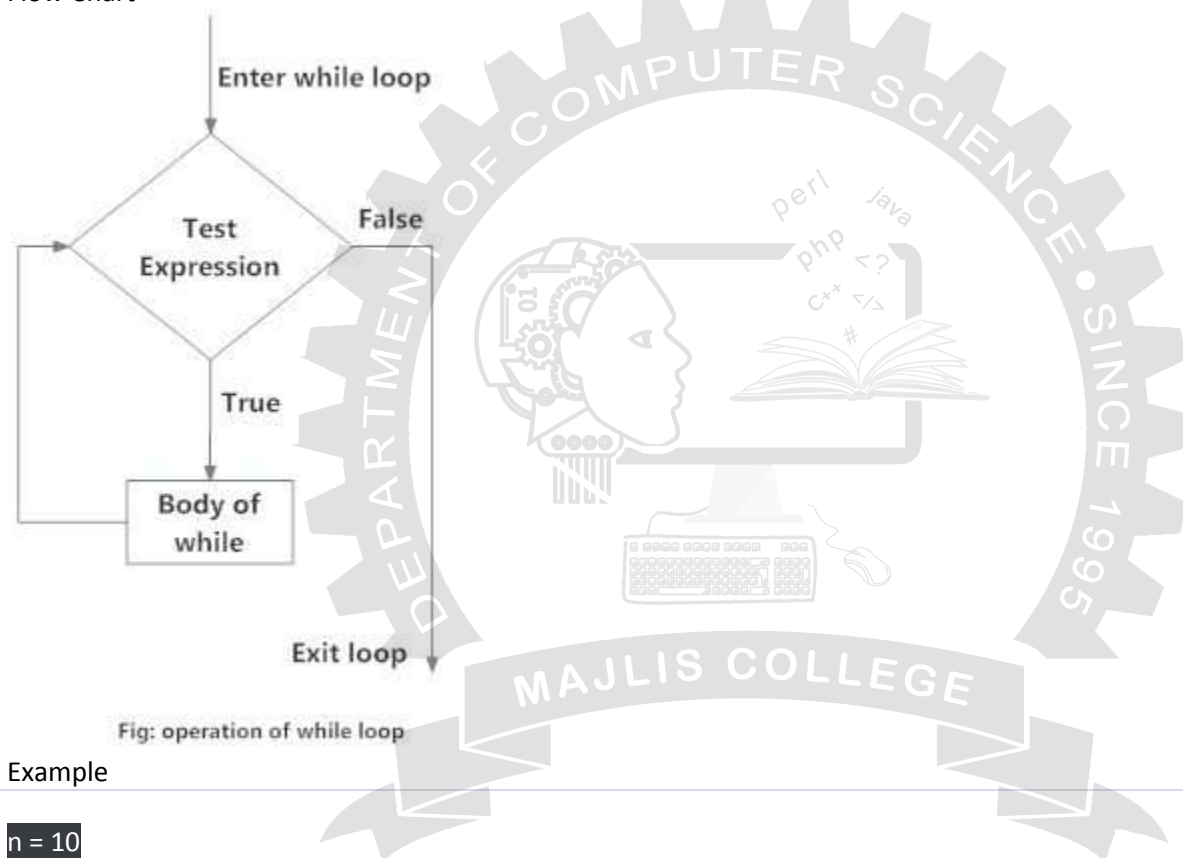 Flow Chart
Enter while loop
Test
Expression
False
True
Body of
while
Exit loop
Fig: operation of while loop
Example
n = 10
DEPARTMENT OF COMPUTER SCIENCE • SINCE 1995
perl
java
php
<?
C++
</>
#
01
MAJLIS COLLEGE